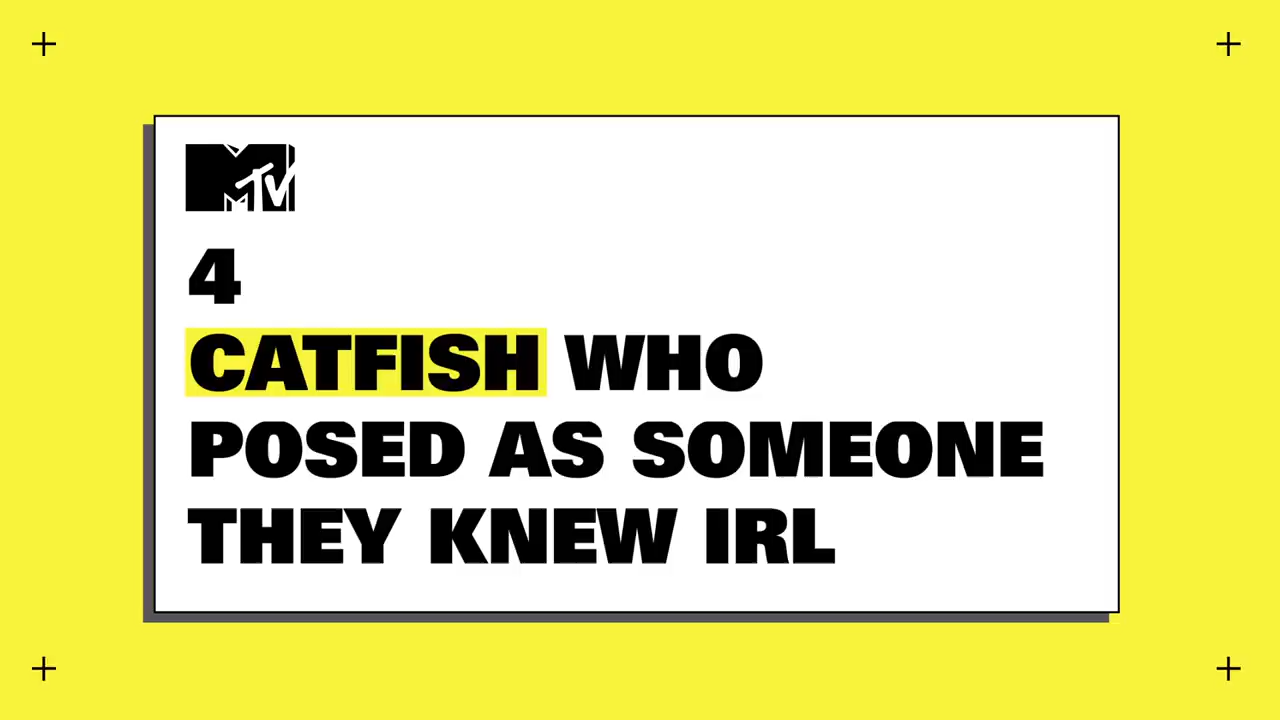 MTV
4
CATFISH WHO
POSED AS SOMEONE
THEY KNEW IRL